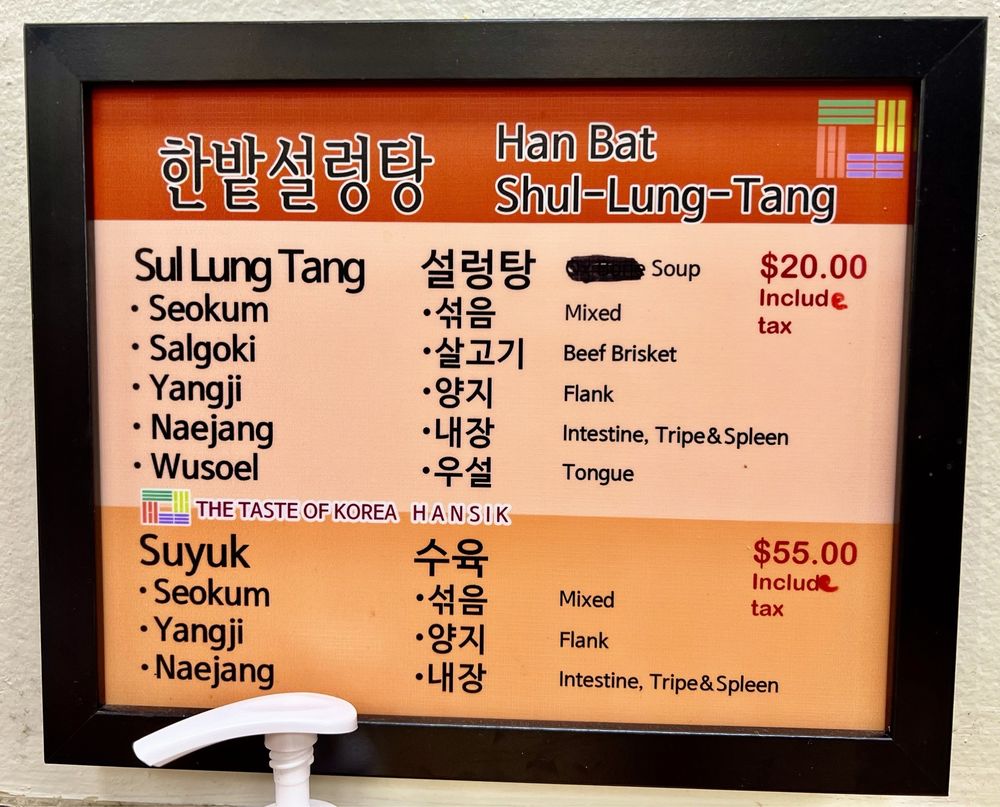 한밭설렁탕
Han Bat
Shul-Lung-Tang
Sul Lung Tang 설렁탕 Soup $20.00
Include
tax
· Seokum ·섞음 Mixed
· Salgoki ·살고기 Beef Brisket
· Yangji ·양지 Flank
· Naejang ·내장 Intestine, Tripe&Spleen
· Wusoel ·우설 Tongue
THE TASTE OF KOREA HANSIK
Suyuk 수육 $55.00
Include
tax
· Seokum ·섞음 Mixed
· Yangji ·양지 Flank
· Naejang ·내장 Intestine, Tripe&Spleen